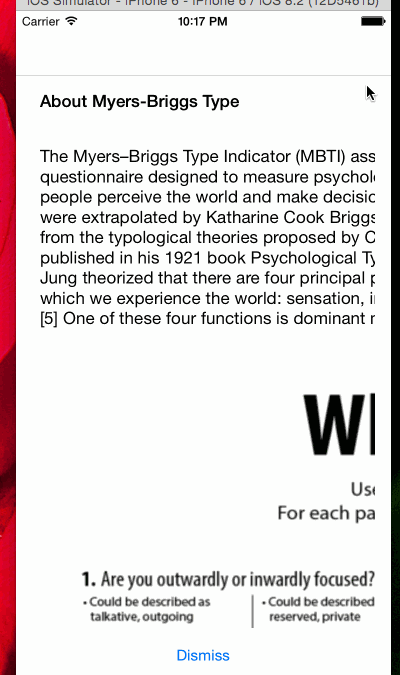 iOS Simulator - iPhone 6 - iPhone 6 / iOS 8.2 (12D5461b)
Carrier 10:17 PM
About Myers-Briggs Type
The Myers–Briggs Type Indicator (MBTI) ass
questionnaire designed to measure psychol
people perceive the world and make decisio
were extrapolated by Katharine Cook Briggs
from the typological theories proposed by C
published in his 1921 book Psychological Ty
Jung theorized that there are four principal p
which we experience the world: sensation, i
[5] One of these four functions is dominant
W
Use
For each pa
1. Are you outwardly or inwardly focused?
• Could be described as
talkative, outgoing
• Could be described
reserved, private
Dismiss